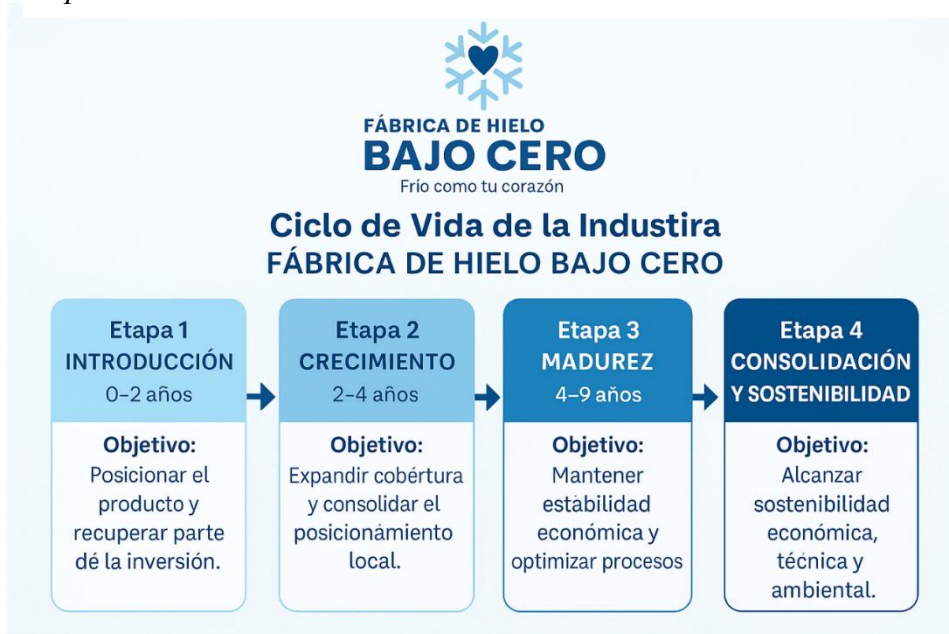 FÁBRICA DE HIELO
BAJO CERO
Frío como tu corazón
Ciclo de Vida de la Industira
FÁBRICA DE HIELO BAJO CERO
Etapa 1
INTRODUCCIÓN
0–2 años
Objetivo:
Posicionar el
producto y
recuperar parte
dé la inversión.
Etapa 2
CRECIMIENTO
2–4 años
Objetivo:
Expandir cobértura
y consolidar el
posicionámiento
local.
Etapa 3
MADUREZ
4–9 años
Objetivo:
Mantener
estábilidad
económica y
optimizar procesos
Etapa 4
CONSOLIDACIÓN
Y SOSTENIBILIDAD
Objetivo:
Alcanzar
sostenibilidad
económica,
técnica y
ambiental.